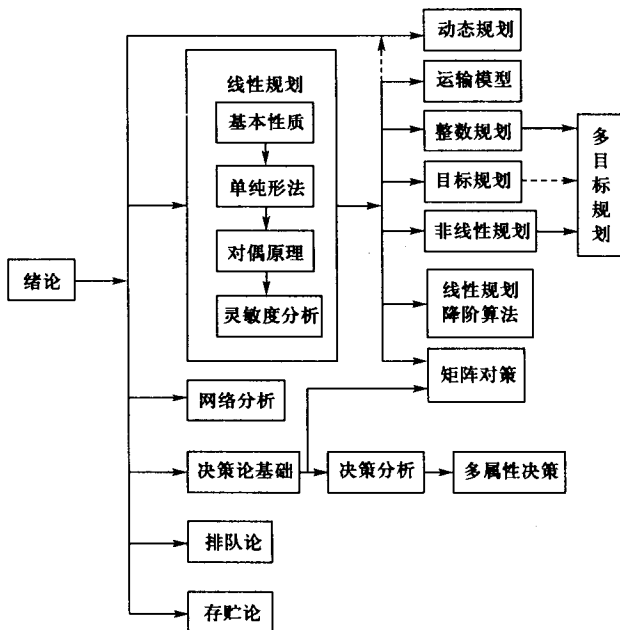 绪论
线性规划
基本性质
单纯形法
对偶原理
灵敏度分析
网络分析
决策论基础
排队论
存贮论
动态规划
运输模型
整数规划
目标规划
非线性规划
线性规划
降阶算法
矩阵对策
决策分析
多属性决策
多目标规划